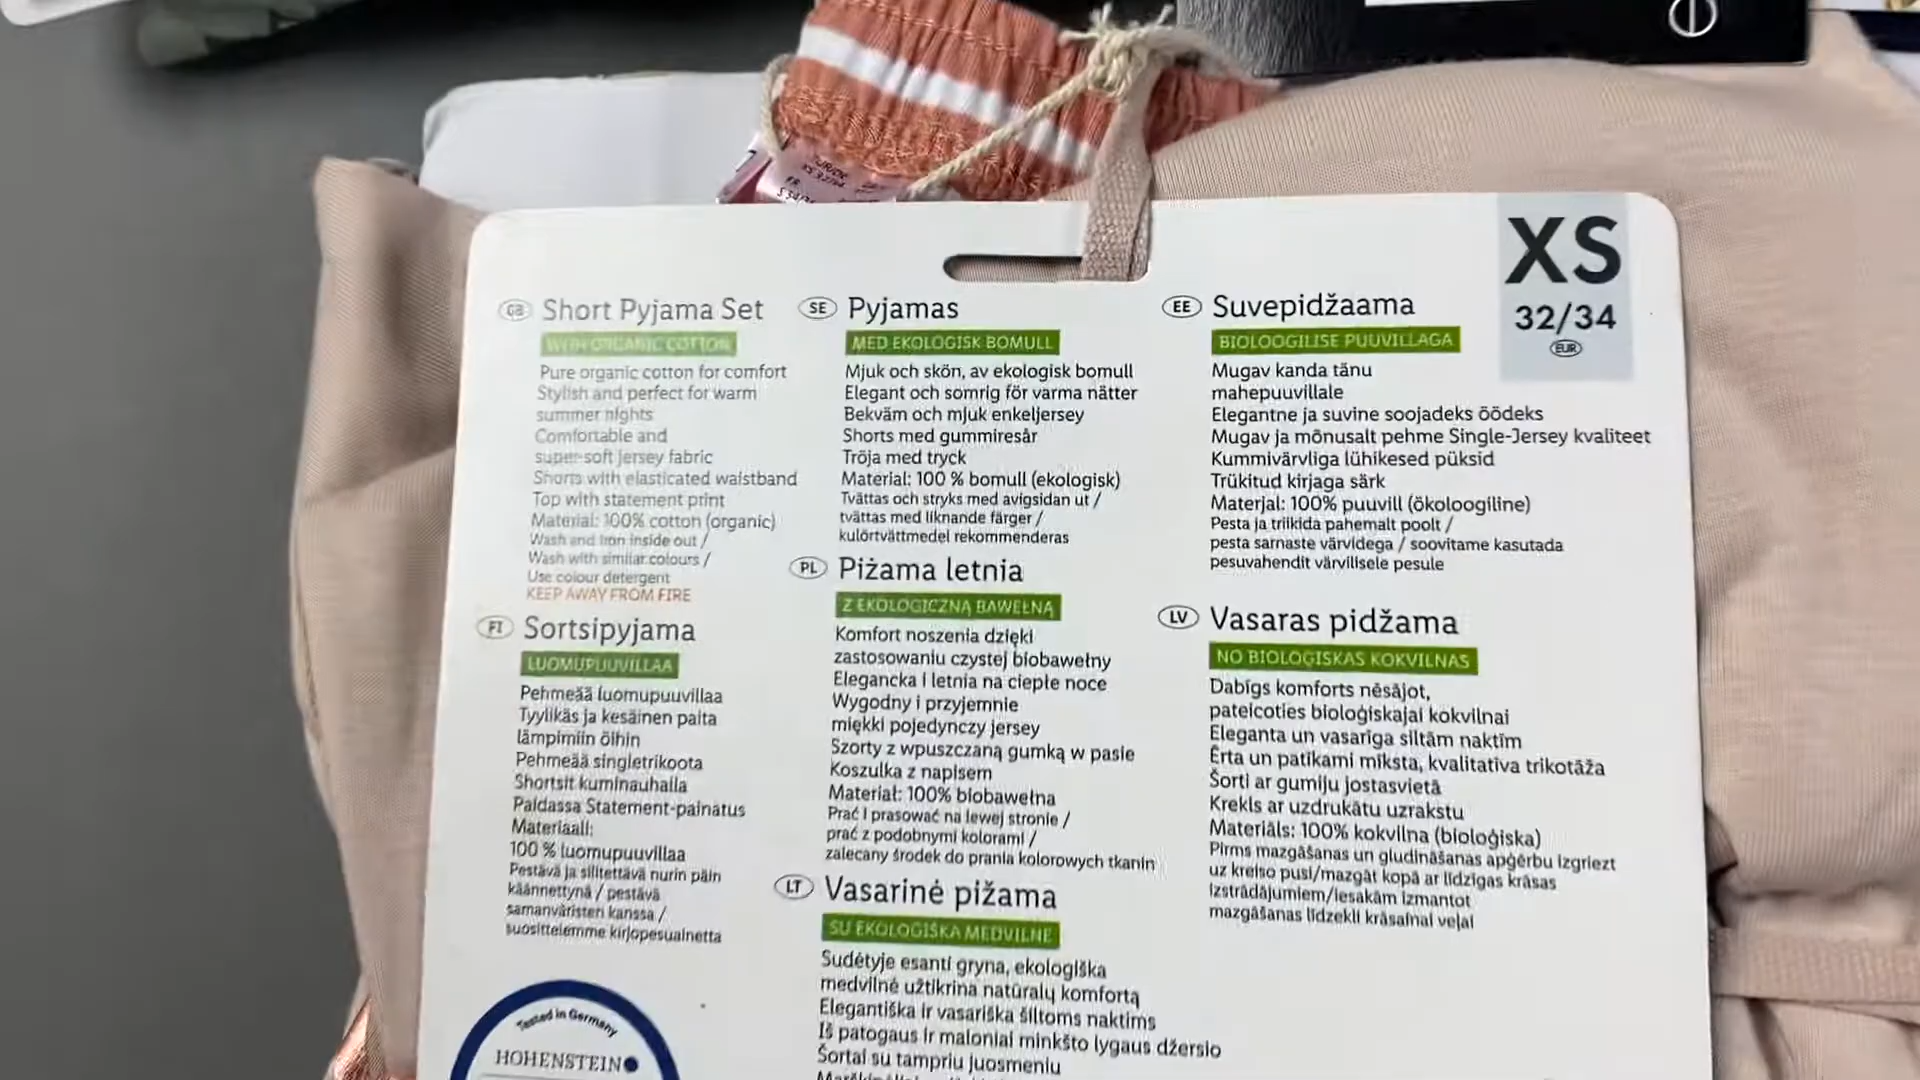 XS
32/34
EUR
GB Short Pyjama Set
WITH ORGANIC COTTON
Pure organic cotton for comfort
Stylish and perfect for warm
summer nights
Comfortable and
super-soft jersey fabric
Shorts with elasticated waistband
Top with statement print
Material: 100% cotton (organic)
Wash and iron inside out /
Wash with similar colours /
Use colour detergent
KEEP AWAY FROM FIRE
FI Sortsipyjama
LUOMUPUUVILLAA
Pehmeää luomupuuvillaa
Tyylikäs ja kesäinen paita
lämpimiin öihin
Pehmeää singletrikoota
Shortsit kuminauhalla
Paidassa Statement-painatus
Materiaali:
100 % luomupuuvillaa
Pestävä ja silitettävä nurin päin
käännettynä / pestävä
samanväristen kanssa /
suosittelemme kirjopesuainetta
Tested in Germany
HOHENSTEIN
SE Pyjamas
MED EKOLOGISK BOMULL
Mjuk och skön, av ekologisk bomull
Elegant och somrig för varma nätter
Bekväm och mjuk enkeljersey
Shorts med gummiresår
Tröja med tryck
Material: 100 % bomull (ekologisk)
Tvättas och stryks med avigsidan ut /
tvättas med liknande färger /
kulörtvättmedel rekommenderas
PL Piżama letnia
Z EKOLOGICZNĄ BAWEŁNĄ
Komfort noszenia dzięki
zastosowaniu czystej biobawełny
Elegancka i letnia na ciepłe noce
Wygodny i przyjemnie
miękki pojedynczy jersey
Szorty z wpuszczaną gumką w pasie
Koszulka z napisem
Materiał: 100% biobawełna
Prać i prasować na lewej stronie /
prać z podobnymi kolorami /
zalecany środek do prania kolorowych tkanin
LT Vasarinė pižama
SU EKOLOGIŠKA MEDVILNE
Sudėtyje esanti gryna, ekologiška
medvilnė užtikrina natūralų komfortą
Elegantiška ir vasariška šiltoms naktims
Iš patogaus ir maloniai minkšto lygaus džersio
Šortai su tampriu juosmeniu
EE Suvepidžaama
BIOLOOGILISE PUUVILLAGA
Mugav kanda tänu
mahepuuvillale
Elegantne ja suvine soojadeks öödeks
Mugav ja mõnusalt pehme Single-Jersey kvaliteet
Kummivärvliga lühikesed püksid
Trükitud kirjaga särk
Materjal: 100% puuvill (ökoloogiline)
Pesta ja triikida pahemalt poolt /
pesta sarnaste värvidega / soovitame kasutada
pesuvahendit värvilisele pesule
LV Vasaras pidžama
NO BIOLOĢISKAS KOKVILNAS
Dabīgs komforts nēsājot,
pateicoties bioloģiskajai kokvilnai
Eleganta un vasarīga siltām naktīm
Ērta un patīkami mīksta, kvalitatīva trikotāža
Šorti ar gumiju jostasvietā
Krekls ar uzdrukātu uzrakstu
Materiāls: 100% kokvilna (bioloģiska)
Pirms mazgāšanas un gludināšanas apģērbu izgriezt
uz kreiso pusi/mazgāt kopā ar līdzīgas krāsas
izstrādājumiem/iesakām izmantot
mazgāšanas līdzekli krāsainai veļai